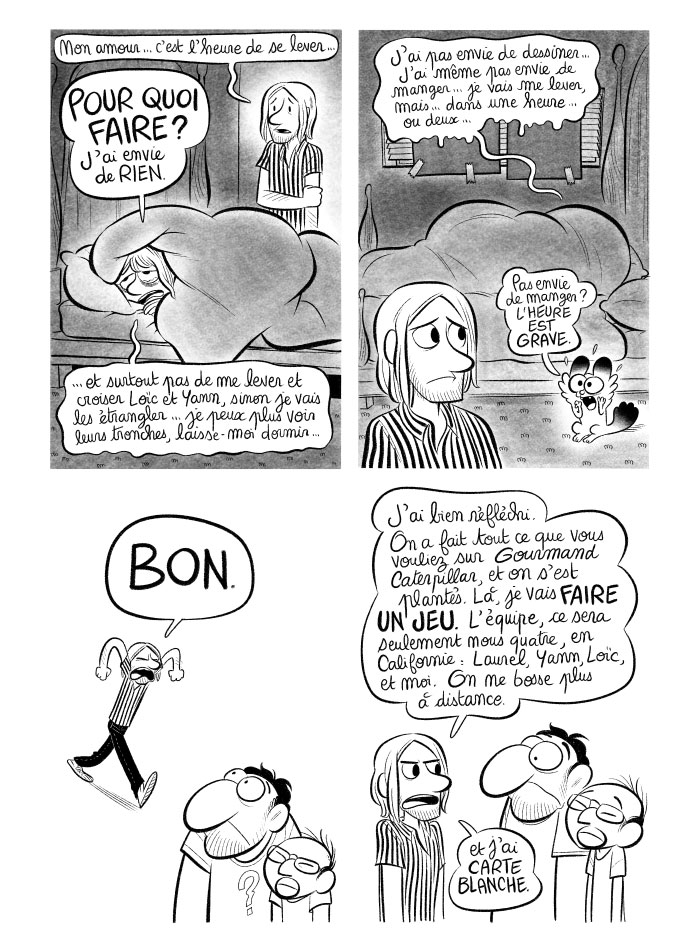 Mon amour... c'est l'heure de se lever...
POUR QUOI
FAIRE?
J'ai envie
de RIEN.
...et surtout pas de me lever et
croiser Loïc et Yann, sinon je vais
les étrangler... je peux plus voir
leurs tronches, laisse-moi dormir...
J'ai pas envie de dessiner...
J'ai même pas envie de
manger... je vais me lever,
mais... dans une heure...
ou deux...
Pas envie
de manger?
L'HEURE
EST
GRAVE.
BON.
?
J'ai bien réfléchi.
On a fait tout ce que vous
vouliez sur Gourmand
Caterpillar, et on s'est
plantés. Là, je vais FAIRE
UN JEU. L'équipe, ce sera
seulement nous quatre, en
Californie : Laurel, Yann, Loïc,
et moi. On ne bosse plus
à distance.
et j'ai
CARTE
BLANCHE.